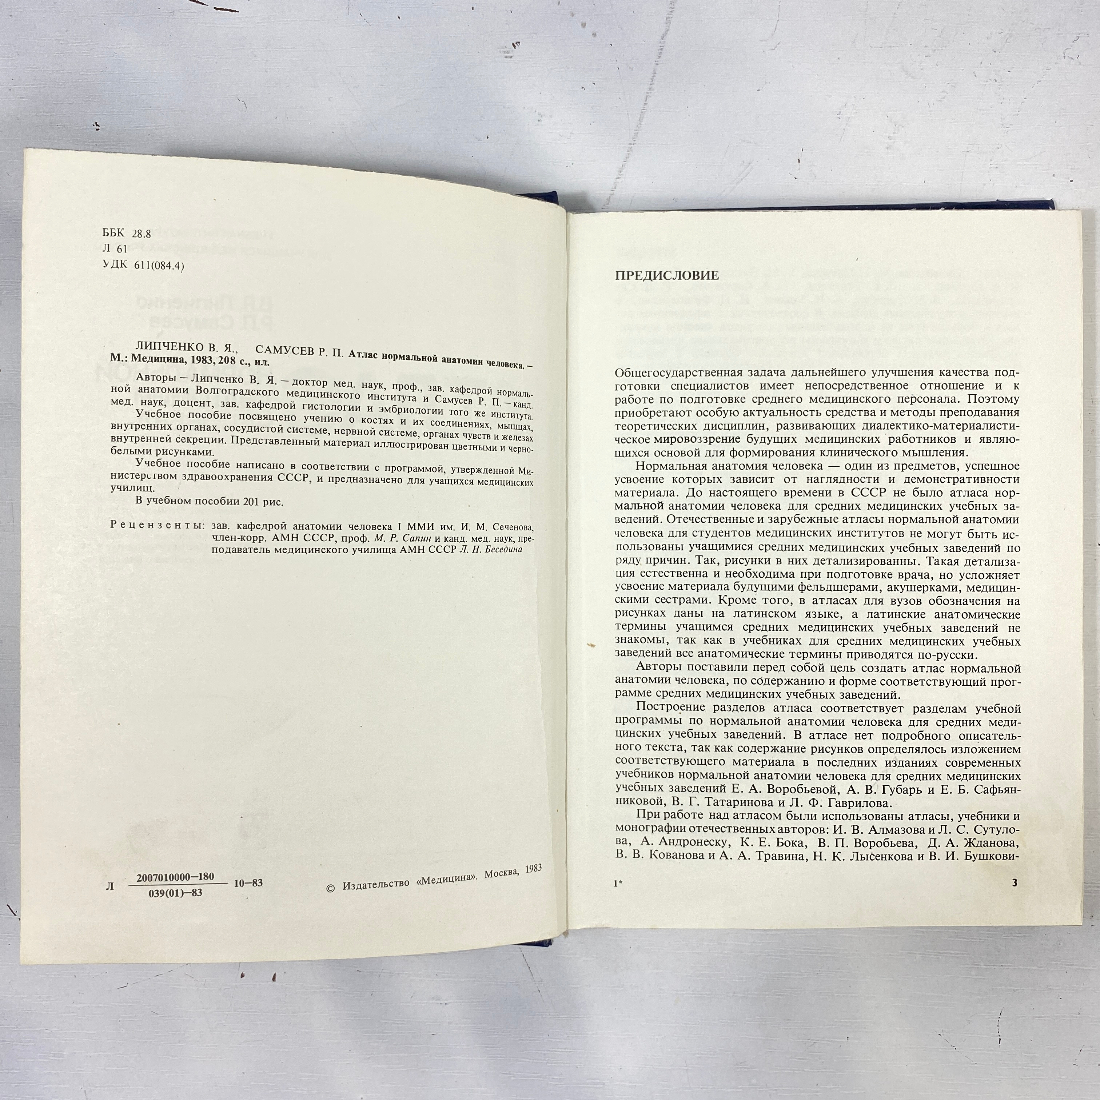 ББК 28.8
Л 61
УДК 611(084.4)
ЛИПЧЕНКО В. Я., САМУСЕВ Р. П. Атлас нормальной анатомии человека. –
М.: Медицина, 1983, 208 с., ил.
Авторы – Липченко В. Я. – доктор мед. наук, проф., зав. кафедрой нормаль-
ной анатомии Волгоградского медицинского института и Самусев Р. П. – канд.
мед. наук, доцент, зав. кафедрой гистологии и эмбриологии того же института.
Учебное пособие посвящено учению о костях и их соединениях, мышцах,
внутренних органах, сосудистой системе, нервной системе, органах чувств и железах
внутренней секреции. Представленный материал иллюстрирован цветными и черно-
белыми рисунками.
Учебное пособие написано в соответствии с программой, утвержденной Ми-
нистерством здравоохранения СССР, и предназначено для учащихся медицинских
училищ.
В учебном пособии 201 рис.
Рецензенты: зав. кафедрой анатомии человека I ММИ им. И. М. Сеченова,
член-корр. АМН СССР, проф. М. Р. Сапин и канд. мед. наук, пре-
подаватель медицинского училища АМН СССР Л. Н. Беседина
Л 2007010000–180 10–83
039(01)–83
© Издательство «Медицина». Москва, 1983
ПРЕДИСЛОВИЕ
Общегосударственная задача дальнейшего улучшения качества под-
готовки специалистов имеет непосредственное отношение и к
работе по подготовке среднего медицинского персонала. Поэтому
приобретают особую актуальность средства и методы преподавания
теоретических дисциплин, развивающих диалектико-материалисти-
ческое мировоззрение будущих медицинских работников и являю-
щихся основой для формирования клинического мышления.
Нормальная анатомия человека — один из предметов, успешное
усвоение которых зависит от наглядности и демонстративности
материала. До настоящего времени в СССР не было атласа нор-
мальной анатомии человека для средних медицинских учебных за-
ведений. Отечественные и зарубежные атласы нормальной анатомии
человека для студентов медицинских институтов не могут быть ис-
пользованы учащимися средних медицинских учебных заведений по
ряду причин. Так, рисунки в них детализированны. Такая детализа-
ция естественна и необходима при подготовке врача, но усложняет
усвоение материала будущими фельдшерами, акушерками, медицин-
скими сестрами. Кроме того, в атласах для вузов обозначения на
рисунках даны на латинском языке, а латинские анатомические
термины учащимся средних медицинских учебных заведений не
знакомы, так как в учебниках для средних медицинских учебных
заведений все анатомические термины приводятся по-русски.
Авторы поставили перед собой цель создать атлас нормальной
анатомии человека, по содержанию и форме соответствующий прог-
рамме средних медицинских учебных заведений.
Построение разделов атласа соответствует разделам учебной
программы по нормальной анатомии человека для средних меди-
цинских учебных заведений. В атласе нет подробного описатель-
ного текста, так как содержание рисунков определялось изложением
соответствующего материала в последних изданиях современных
учебников нормальной анатомии человека для средних медицинских
учебных заведений Е. А. Воробьевой, А. В. Губарь и Е. Б. Сафьян-
никовой, В. Г. Татаринова и Л. Ф. Гаврилова.
При работе над атласом были использованы атласы, учебники и
монографии отечественных авторов: И. В. Алмазова и Л. С. Сутуло-
ва, А. Андронеску, К. Е. Бока, В. П. Воробьева, Д. А. Жданова,
В. В. Кованова и А. А. Травина, Н. К. Лысенкова и В. И. Бушкови-
1*
3